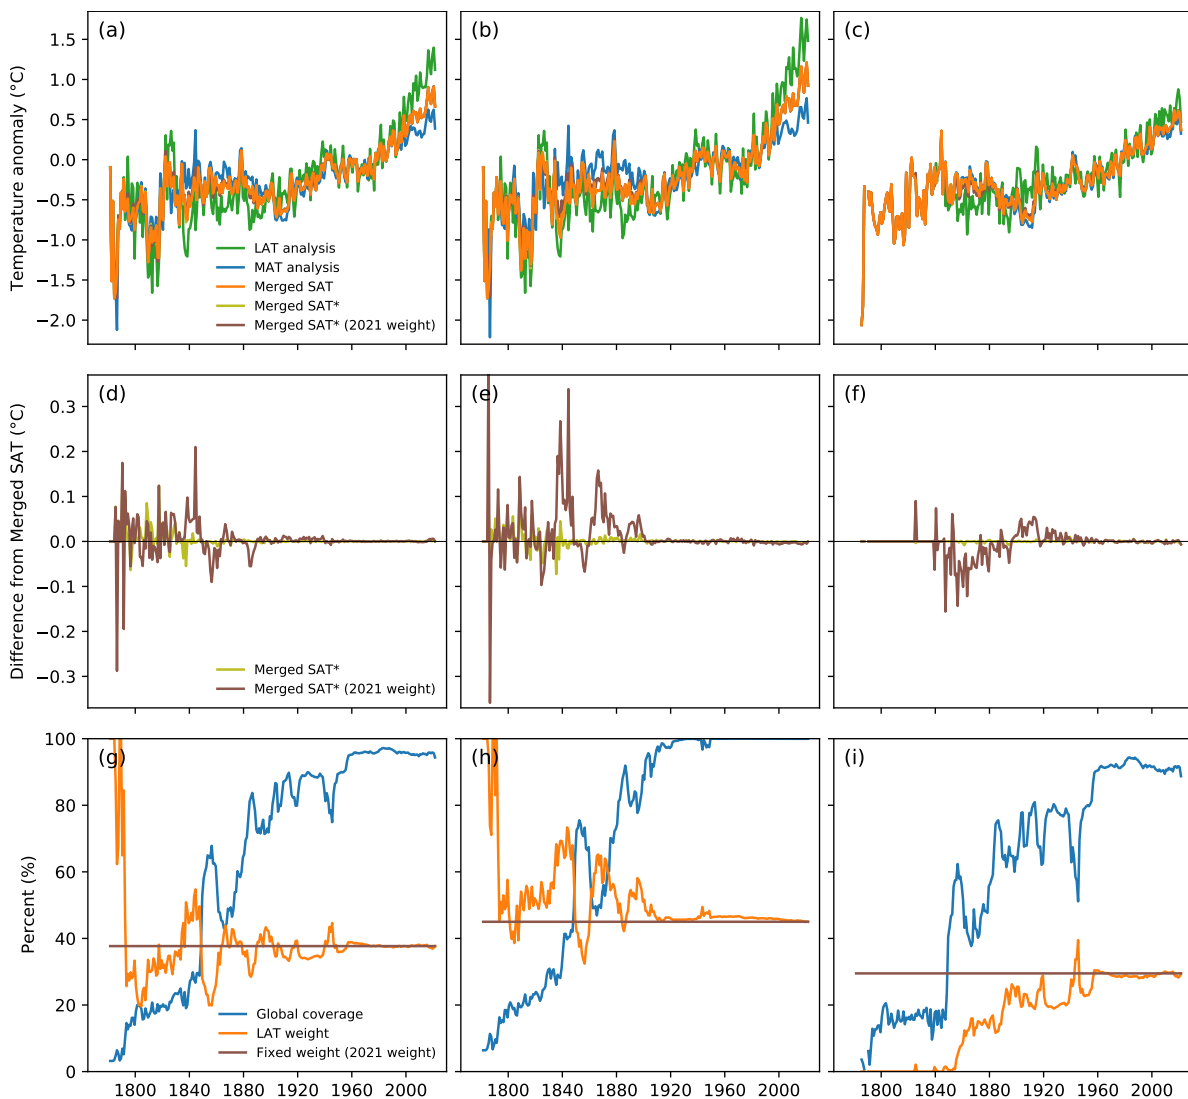 (a)
(b)
(c)
Temperature anomaly (°C)
1.5
1.0
0.5
0.0
−0.5
−1.0
−1.5
−2.0
LAT analysis
MAT analysis
Merged SAT
Merged SAT*
Merged SAT* (2021 weight)
(d)
(e)
(f)
Difference from Merged SAT (°C)
0.3
0.2
0.1
0.0
−0.1
−0.2
−0.3
Merged SAT*
Merged SAT* (2021 weight)
(g)
(h)
(i)
Percent (%)
100
80
60
40
20
0
Global coverage
LAT weight
Fixed weight (2021 weight)
1800 1840 1880 1920 1960 2000
1800 1840 1880 1920 1960 2000
1800 1840 1880 1920 1960 2000